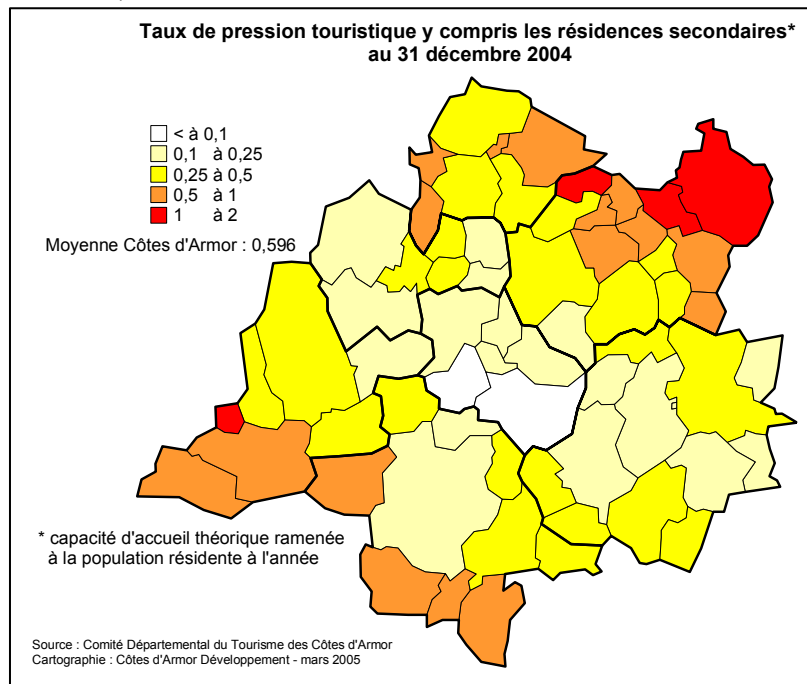 Taux de pression touristique y compris les résidences secondaires*
au 31 décembre 2004
< à 0,1
0,1 à 0,25
0,25 à 0,5
0,5 à 1
1 à 2
Moyenne Côtes d'Armor : 0,596
* capacité d'accueil théorique ramenée
à la population résidente à l'année
Source : Comité Départemental du Tourisme des Côtes d'Armor
Cartographie : Côtes d'Armor Développement - mars 2005